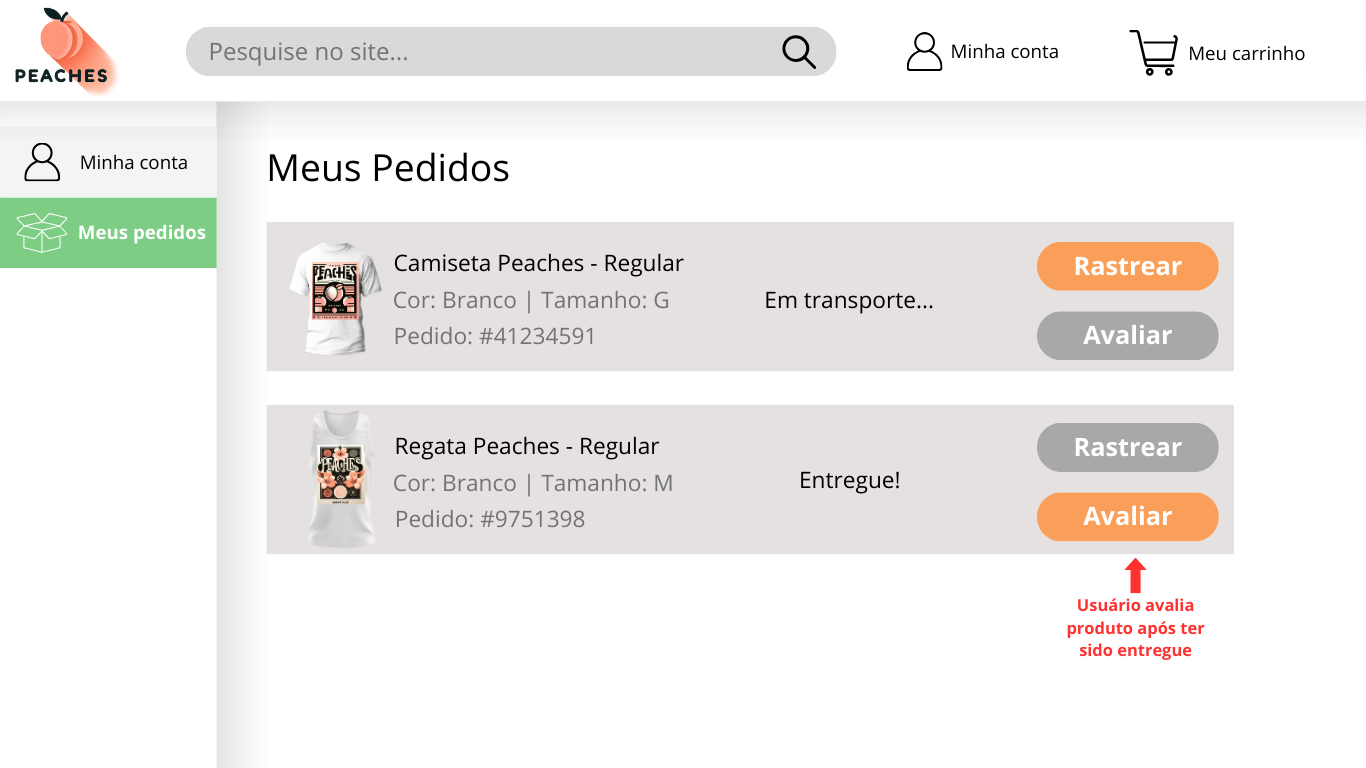 PEACHES
Pesquise no site...
Minha conta
Meu carrinho
Minha conta
Meus pedidos
Meus Pedidos
PEACHES
Camiseta Peaches - Regular
Cor: Branco | Tamanho: G
Pedido: #41234591
Em transporte...
Rastrear
Avaliar
PEACHES
Regata Peaches - Regular
Cor: Branco | Tamanho: M
Pedido: #9751398
Entregue!
Rastrear
Avaliar
Usuário avalia
produto após ter
sido entregue